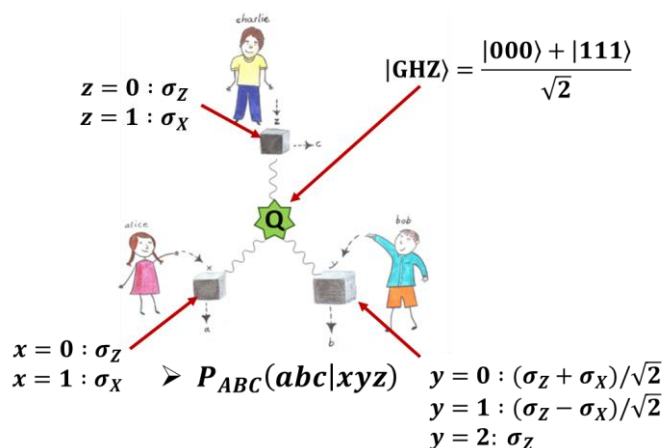 charlie
|GHZ⟩ = (|000⟩ + |111⟩)/√2
z = 0 : σ_Z
z = 1 : σ_X
z
c
Q
alice
bob
x
y
a
b
x = 0 : σ_Z
x = 1 : σ_X
➤ P_ABC(abc|xyz)
y = 0 : (σ_Z + σ_X)/√2
y = 1 : (σ_Z − σ_X)/√2
y = 2: σ_Z